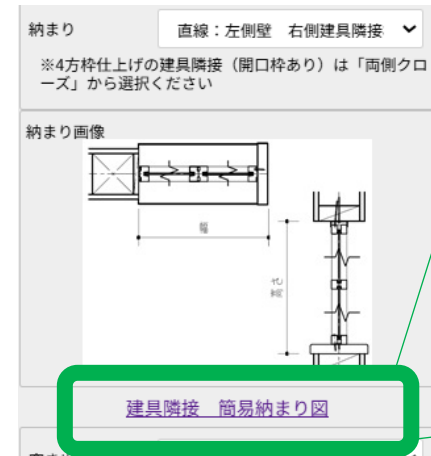 納まり
直線：左側壁　右側建具隣接
※4方枠仕上げの建具隣接（開口枠あり）は「両側クロ
ーズ」から選択ください
納まり画像
幅
高さ
建具隣接　簡易納まり図